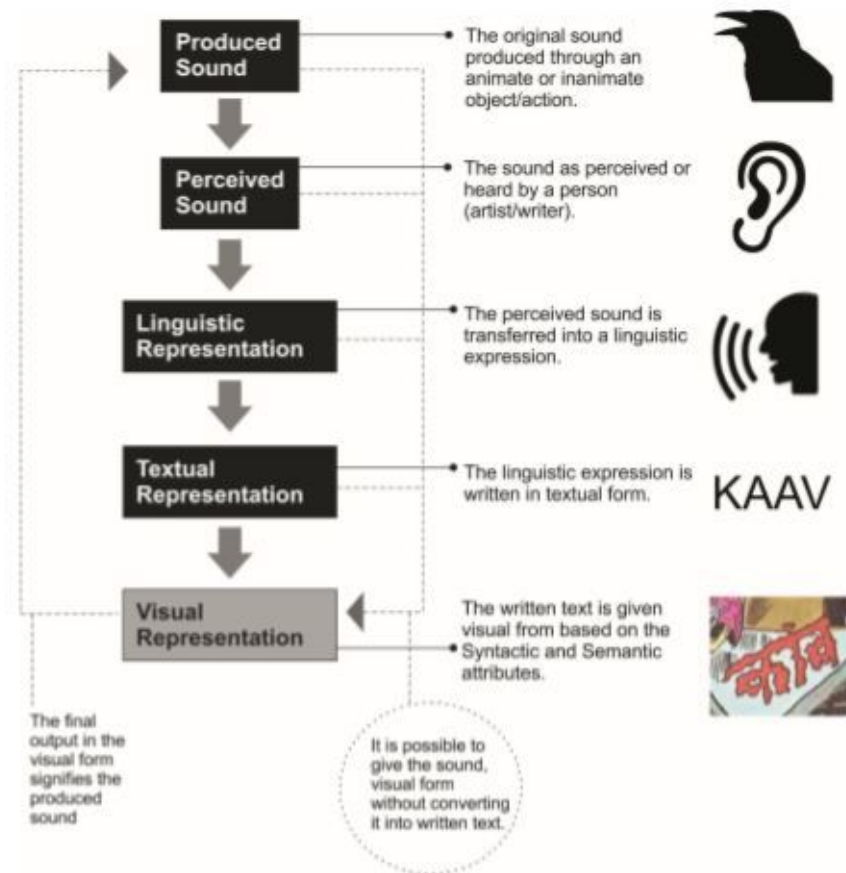 Produced
Sound
The original sound
produced through an
animate or inanimate
object/action.
Perceived
Sound
The sound as perceived or
heard by a person
(artist/writer).
Linguistic
Representation
The perceived sound is
transferred into a linguistic
expression.
Textual
Representation
The linguistic expression is
written in textual form.
KAAV
Visual
Representation
The written text is given
visual from based on the
Syntactic and Semantic
attributes.
काव
The final
output in the
visual form
signifies the
produced
sound
It is possible to
give the sound,
visual form
without converting
it into written text.